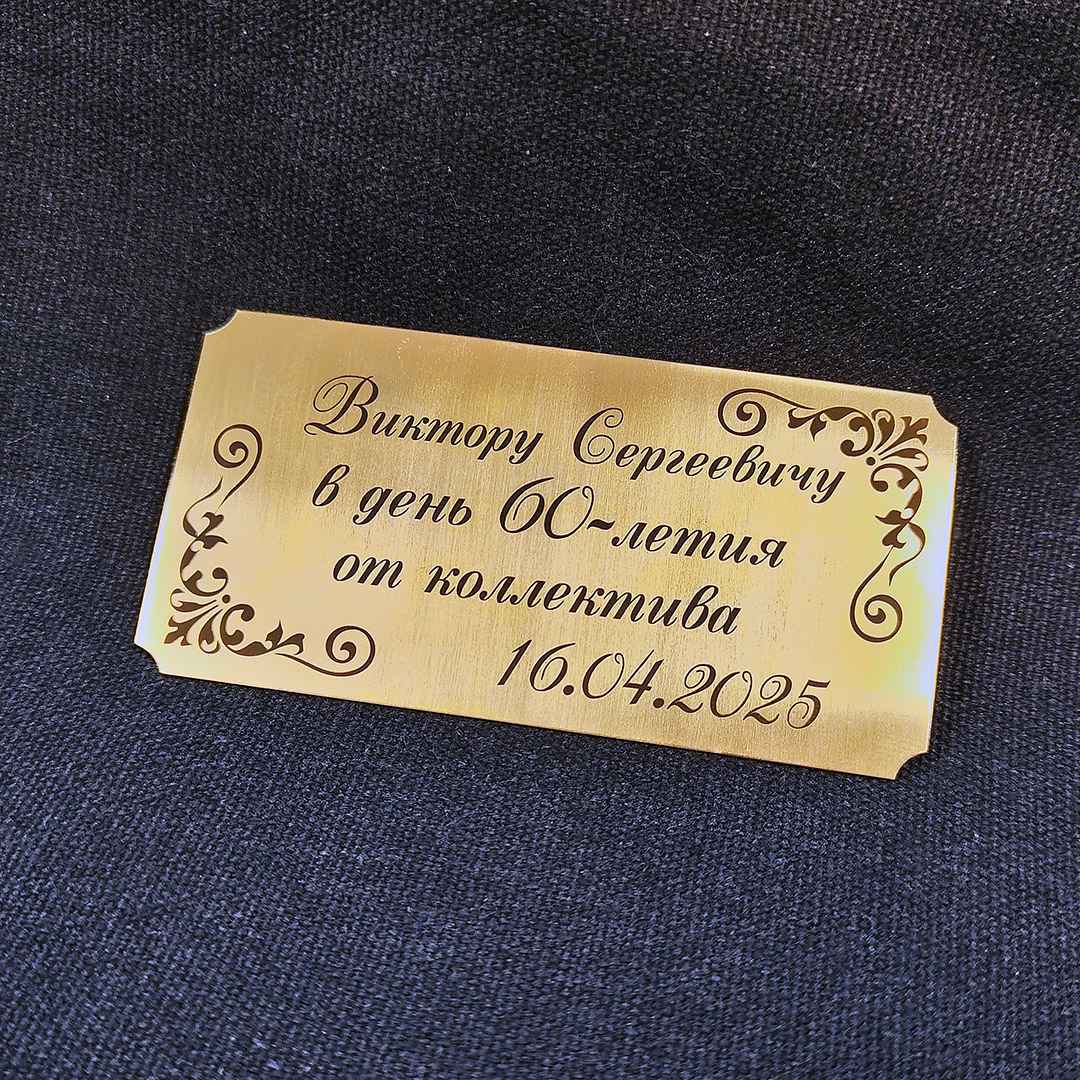 Виктору Сергеевичу
в день 60-летия
от коллектива
16.04.2025